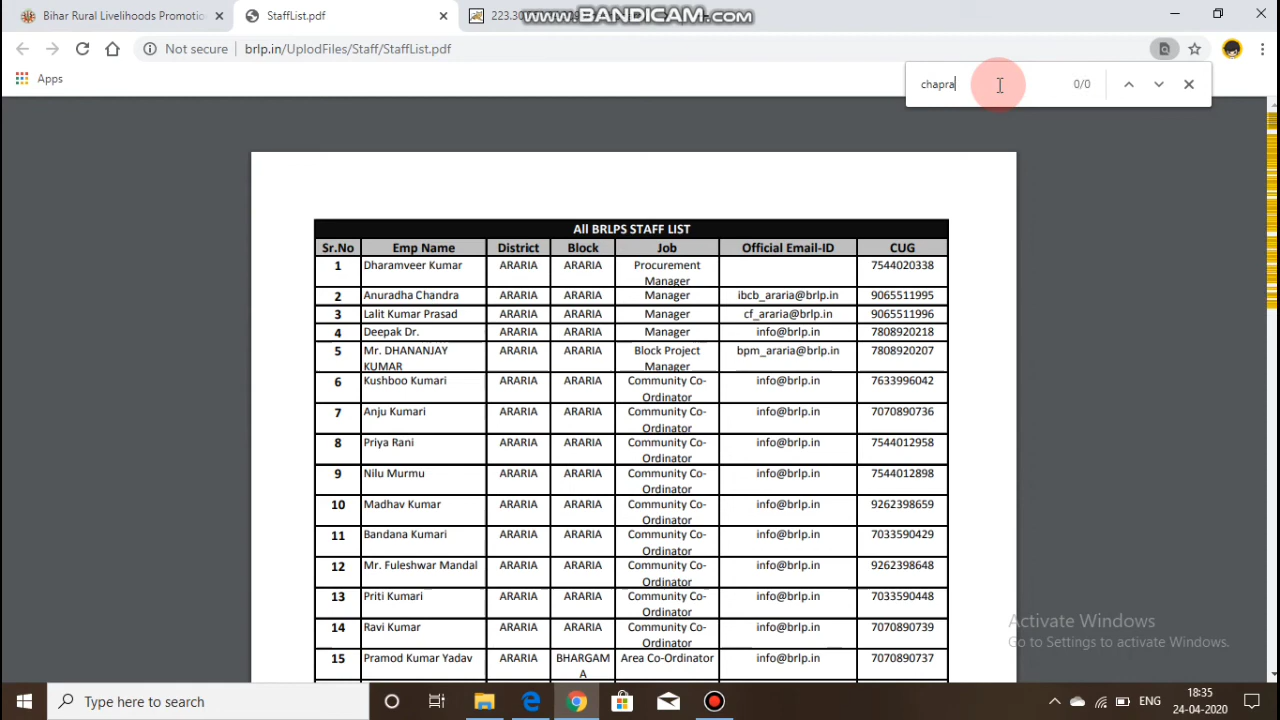 Bihar Rural Livelihoods Promotio
StaffList.pdf
223.30
www.BANDICAM.com
Not secure
brlp.in/UplodFiles/Staff/StaffList.pdf
Apps
chapra
0/0
All BRLPS STAFF LIST
Sr.No Emp Name District Block Job Official Email-ID CUG
1 Dharamveer Kumar ARARIA ARARIA Procurement 7544020338
Manager
2 Anuradha Chandra ARARIA ARARIA Manager ibcb_araria@brlp.in 9065511995
3 Lalit Kumar Prasad ARARIA ARARIA Manager cf_araria@brlp.in 9065511996
4 Deepak Dr. ARARIA ARARIA Manager info@brlp.in 7808920218
5 Mr. DHANANJAY ARARIA ARARIA Block Project bpm_araria@brlp.in 7808920207
KUMAR Manager
6 Kushboo Kumari ARARIA ARARIA Community Co- info@brlp.in 7633996042
Ordinator
7 Anju Kumari ARARIA ARARIA Community Co- info@brlp.in 7070890736
Ordinator
8 Priya Rani ARARIA ARARIA Community Co- info@brlp.in 7544012958
Ordinator
9 Nilu Murmu ARARIA ARARIA Community Co- info@brlp.in 7544012898
Ordinator
10 Madhav Kumar ARARIA ARARIA Community Co- info@brlp.in 9262398659
Ordinator
11 Bandana Kumari ARARIA ARARIA Community Co- info@brlp.in 7033590429
Ordinator
12 Mr. Fuleshwar Mandal ARARIA ARARIA Community Co- info@brlp.in 9262398648
Ordinator
13 Priti Kumari ARARIA ARARIA Community Co- info@brlp.in 7033590448
Ordinator
14 Ravi Kumar ARARIA ARARIA Community Co- info@brlp.in 7070890739
Ordinator
15 Pramod Kumar Yadav ARARIA BHARGAM Area Co-Ordinator info@brlp.in 7070890737
A
Activate Windows
Go to Settings to activate Windows.
Type here to search
ENG
18:35
24-04-2020